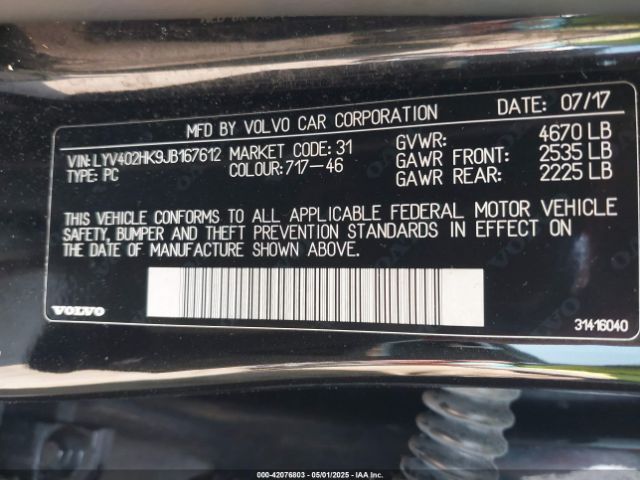 MFD BY VOLVO CAR CORPORATION DATE: 07/17
VIN: LYV402HK9JB167612 MARKET CODE: 31 GVWR: 4670 LB
TYPE: PC COLOUR: 717-46 GAWR FRONT: 2535 LB
GAWR REAR: 2225 LB
THIS VEHICLE CONFORMS TO ALL APPLICABLE FEDERAL MOTOR VEHICLE
SAFETY, BUMPER AND THEFT PREVENTION STANDARDS IN EFFECT ON
THE DATE OF MANUFACTURE SHOWN ABOVE.
VOLVO 31416040
000-42076803 - 05/01/2025 - IAAI, Inc.